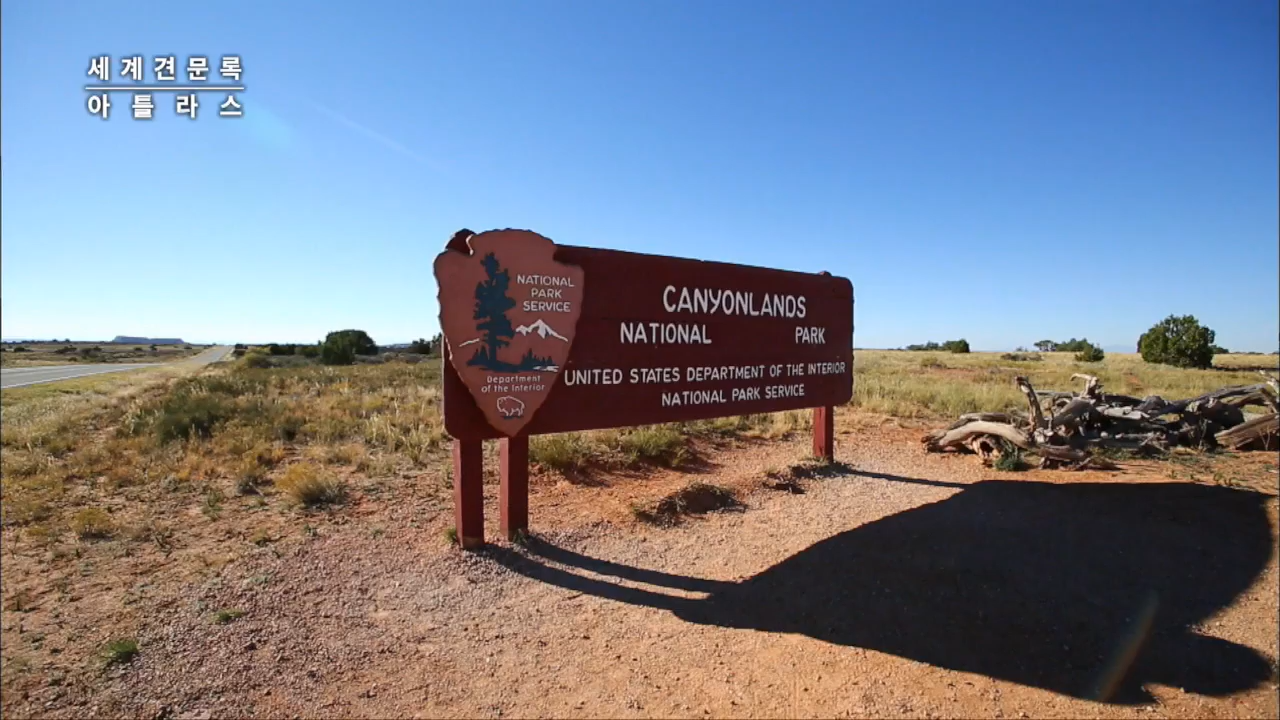 세계견문록
아틀라스
NATIONAL
PARK
SERVICE
Department
of the Interior
CANYONLANDS
NATIONAL PARK
UNITED STATES DEPARTMENT OF THE INTERIOR
NATIONAL PARK SERVICE